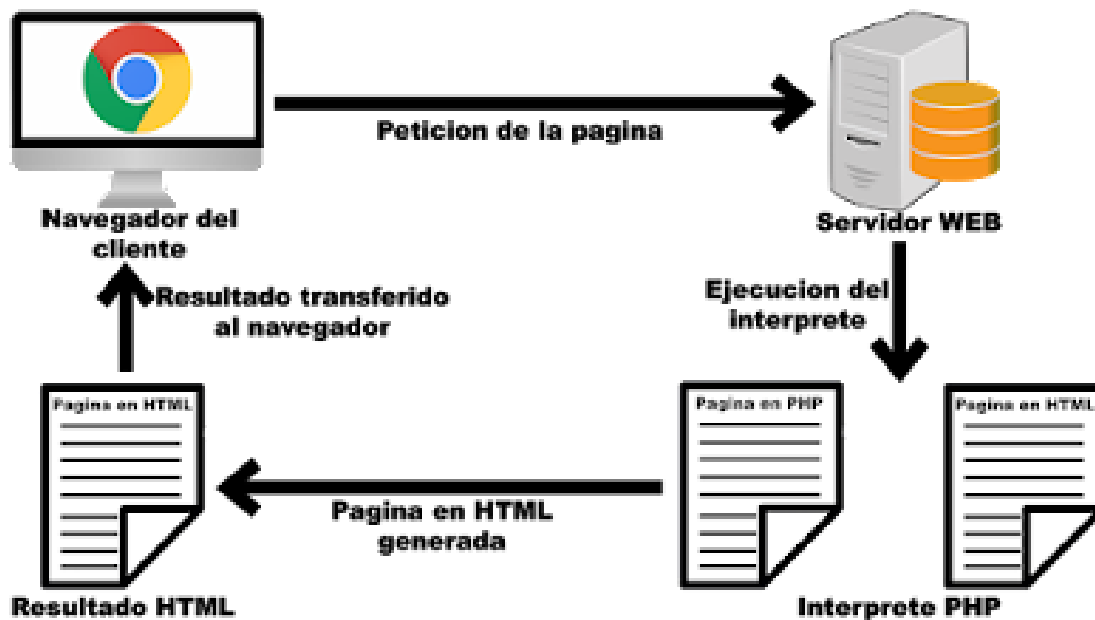 Peticion de la pagina
Navegador del
cliente
Servidor WEB
Resultado transferido
al navegador
Ejecucion del
interprete
Pagina en HTML
Pagina en PHP
Pagina en HTML
Pagina en HTML
generada
Resultado HTML
Interprete PHP